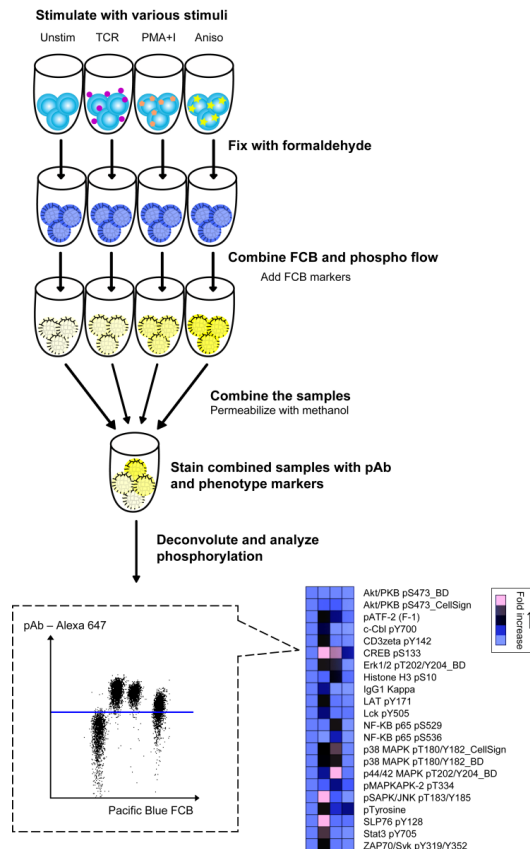 Stimulate with various stimuli
Unstim TCR PMA+I Aniso
Fix with formaldehyde
Combine FCB and phospho flow
Add FCB markers
Combine the samples
Permeabilize with methanol
Stain combined samples with pAb
and phenotype markers
Deconvolute and analyze
phosphorylation
pAb – Alexa 647
Pacific Blue FCB
Akt/PKB pS473_BD
Akt/PKB pS473_CellSign
pATF-2 (F-1)
c-Cbl pY700
CD3zeta pY142
CREB pS133
Erk1/2 pT202/Y204_BD
Histone H3 pS10
IgG1 Kappa
LAT pY171
Lck pY505
NF-KB p65 pS529
NF-KB p65 pS536
p38 MAPK pT180/Y182_CellSign
p38 MAPK pT180/Y182_BD
p44/42 MAPK pT202/Y204_BD
pMAPKAPK-2 pT334
pSAPK/JNK pT183/Y185
pTyrosine
SLP76 pY128
Stat3 pY705
ZAP70/Syk pY319/Y352
Fold increase